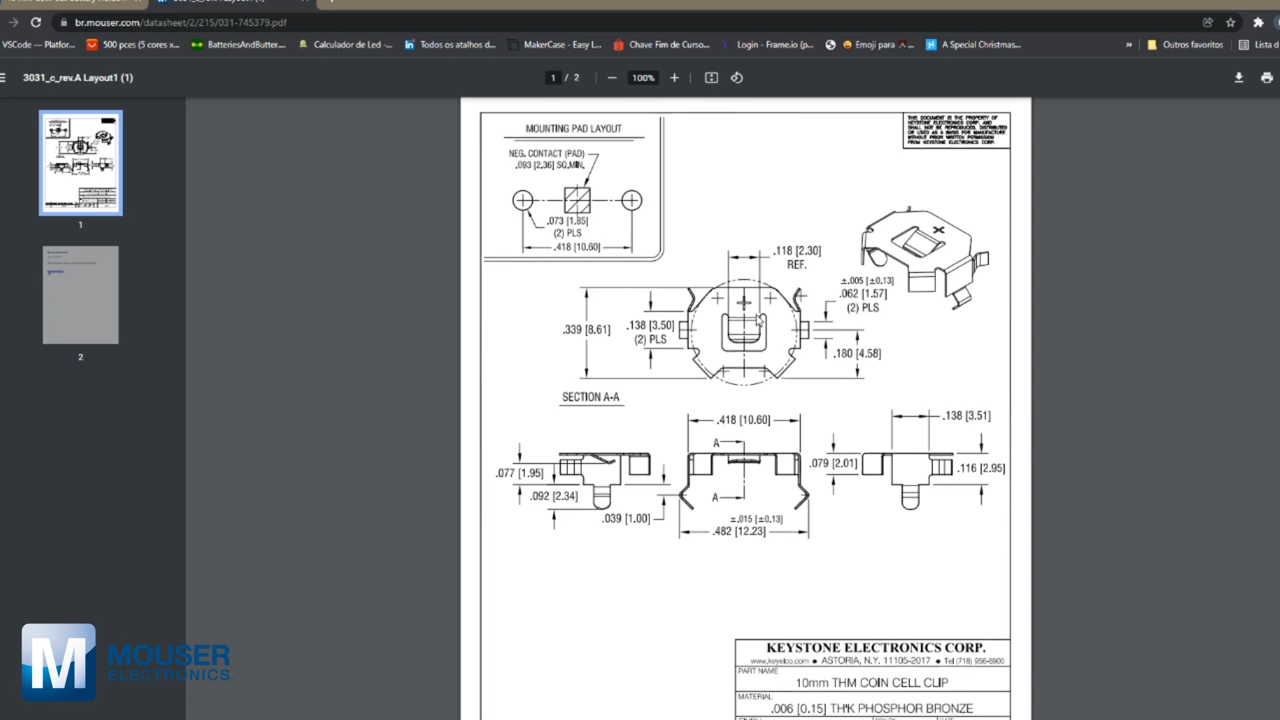 br.mouser.com/datasheet/2/215/031-745379.pdf
VSCode — Platfor...
500 pces (5 cores x...
BatteriesAndButter...
Calculador de Led -...
Todos os atalhos d...
MakerCase - Easy L...
Chave Fim de Curso...
Login - Frame.io (p...
Emoji para
A Special Christmas...
»
Outros favoritos
Lista d
3031_c_rev.A Layout1 (1)
1 / 2
100%
1
2
THIS DOCUMENT IS THE PROPERTY OF
KEYSTONE ELECTRONICS CORP. AND
SHALL NOT BE REPRODUCED, DISTRIBUTED
OR USED AS A BASIS FOR MANUFACTURE
WITHOUT PRIOR WRITTEN PERMISSION
FROM KEYSTONE ELECTRONICS CORP.
MOUNTING PAD LAYOUT
NEG. CONTACT (PAD)
.093 [2.36] SQ.MIN.
.073 [1.85]
(2) PLS
.418 [10.60]
.118 [2.30]
REF.
±.005 [±0.13]
.062 [1.57]
(2) PLS
.339 [8.61]
.138 [3.50]
(2) PLS
.180 [4.58]
SECTION A-A
.418 [10.60]
.138 [3.51]
A
.077 [1.95]
.079 [2.01]
.116 [2.95]
.092 [2.34]
A
.039 [1.00]
±.015 [±0.13]
.482 [12.23]
KEYSTONE ELECTRONICS CORP.
www.keyelco.com • ASTORIA, N.Y. 11105-2017 • Tel (718) 956-8900
PART NAME
10mm THM COIN CELL CLIP
MATERIAL
.006 [0.15] TH'K PHOSPHOR BRONZE
M
MOUSER
ELECTRONICS.